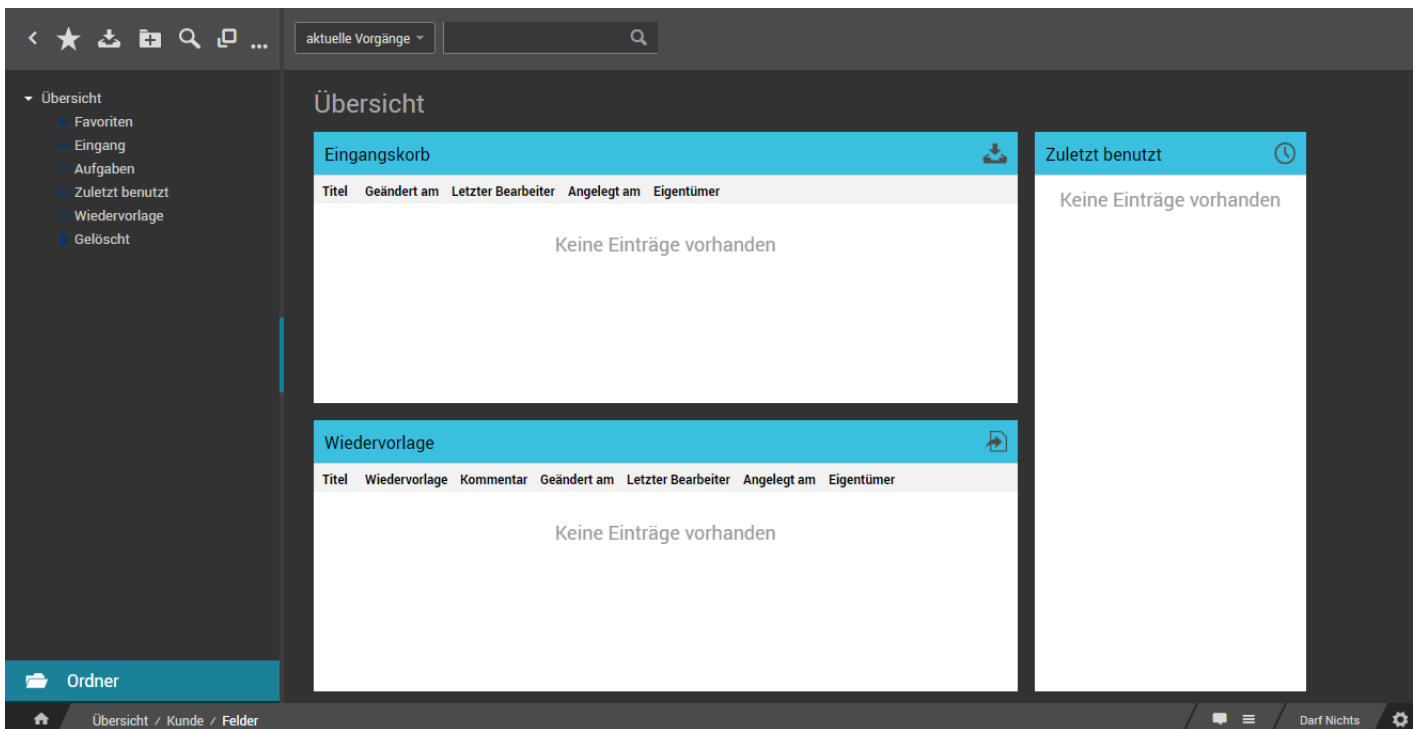 ...
aktuelle Vorgänge
Übersicht
Favoriten
Eingang
Aufgaben
Zuletzt benutzt
Wiedervorlage
Gelöscht
Ordner
Übersicht
Eingangskorb
Titel Geändert am Letzter Bearbeiter Angelegt am Eigentümer
Keine Einträge vorhanden
Zuletzt benutzt
Keine Einträge vorhanden
Wiedervorlage
Titel Wiedervorlage Kommentar Geändert am Letzter Bearbeiter Angelegt am Eigentümer
Keine Einträge vorhanden
Übersicht / Kunde / Felder
Darf Nichts